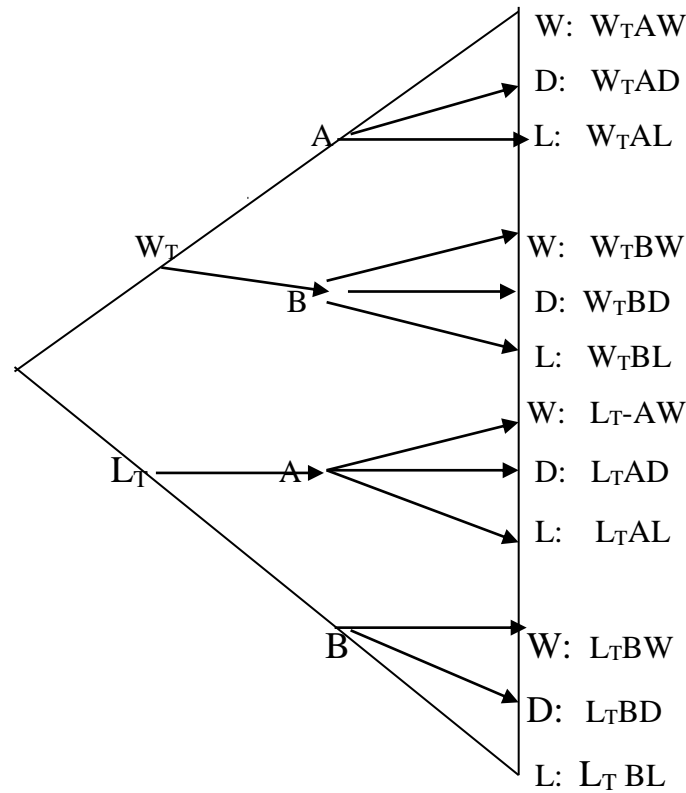 W: WTAW
D: WTAD
A L: WTAL
WT
W: WTBW
B D: WTBD
L: WTBL
W: LT-AW
LT A D: LTAD
L: LTAL
B W: LTBW
D: LTBD
L: LT BL